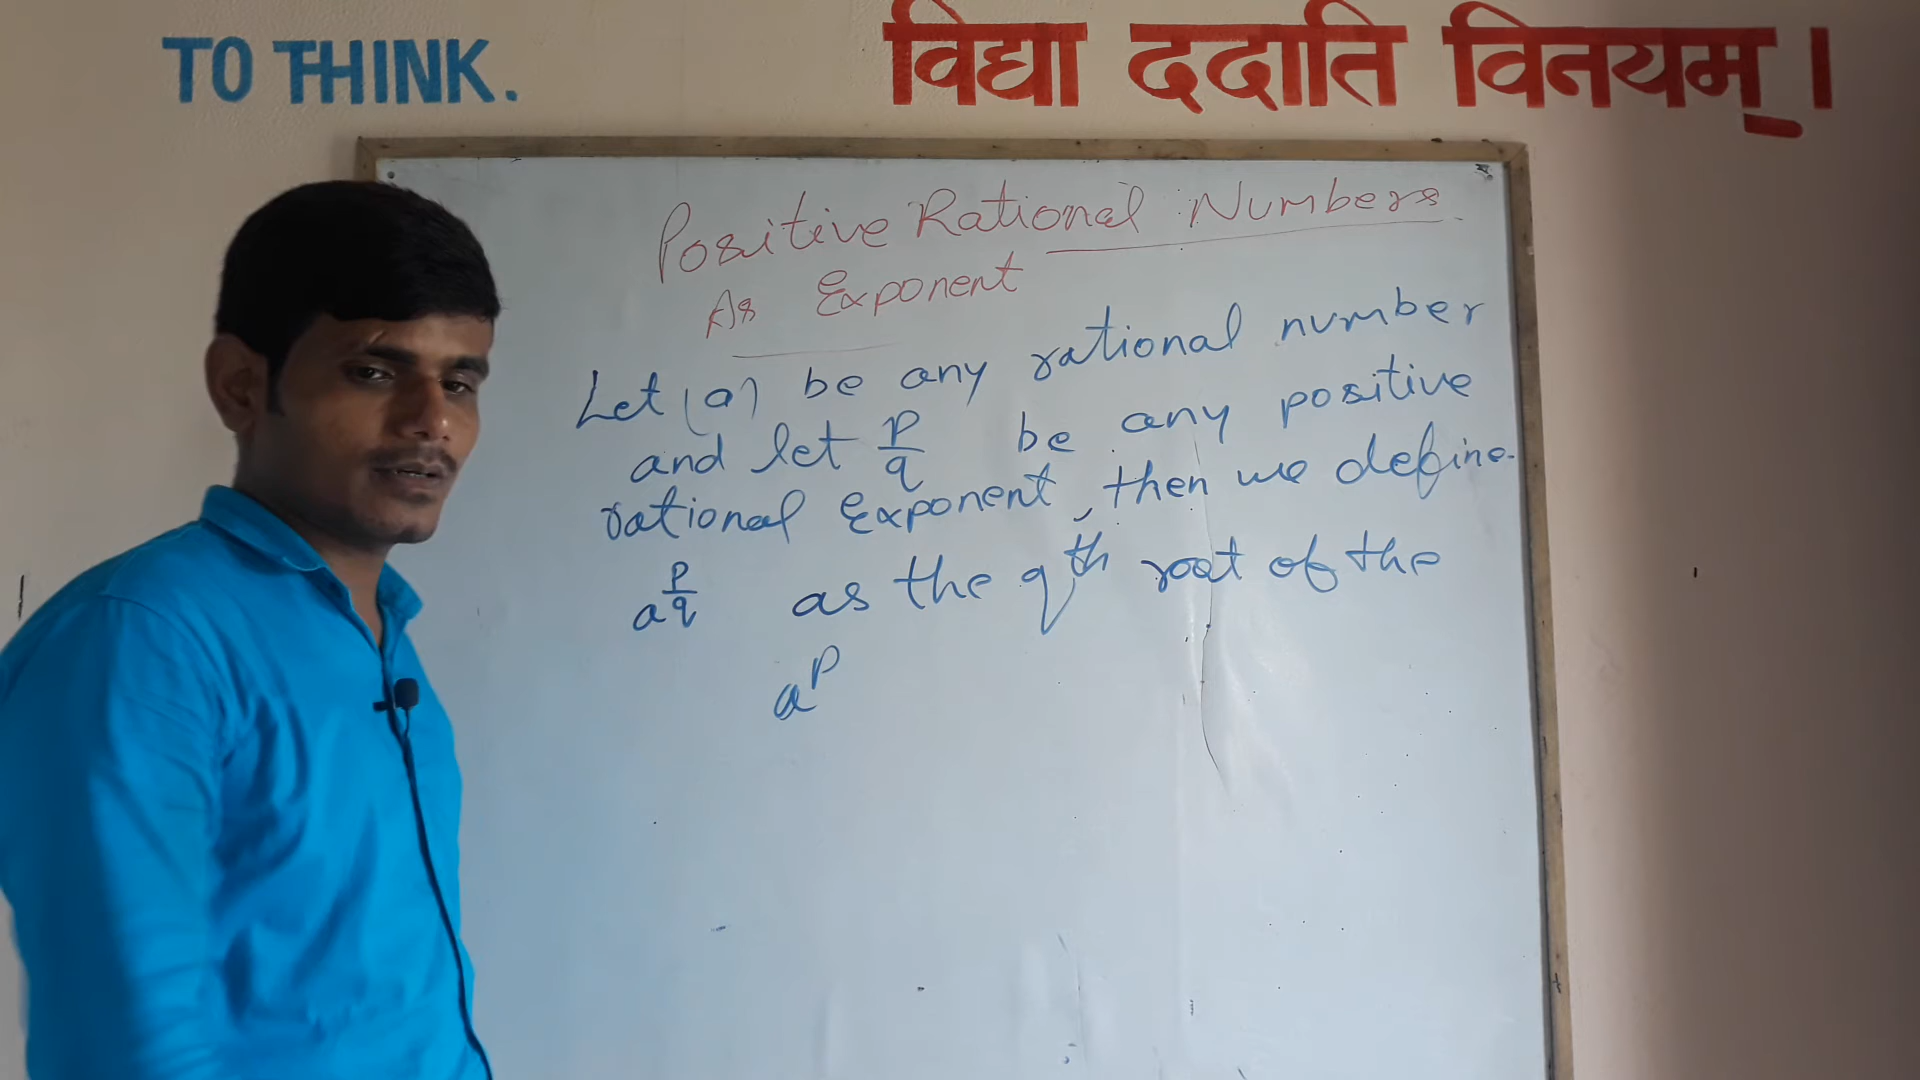 TO THINK.
विद्या ददाति विनयम् ।
Positive Rational Numbers
As Exponent
Let (a) be any rational number
and let p/q be any positive
rational Exponent, then we define
a^(p/q) as the q^th root of the
a^p